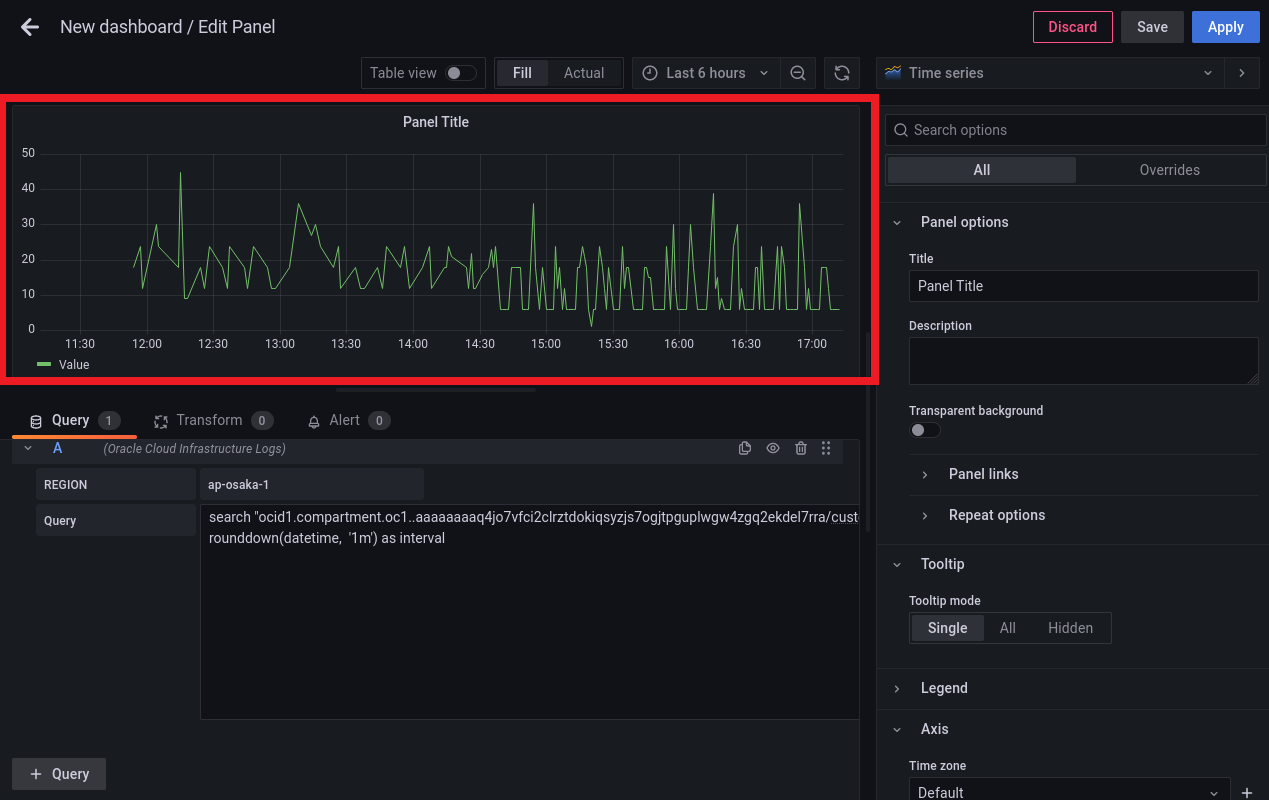 New dashboard / Edit Panel
Discard
Save
Apply
Table view
Fill
Actual
Last 6 hours
Time series
Panel Title
50
40
30
20
10
0
11:30 12:00 12:30 13:00 13:30 14:00 14:30 15:00 15:30 16:00 16:30 17:00
Value
Query 1
Transform 0
Alert 0
A (Oracle Cloud Infrastructure Logs)
REGION
ap-osaka-1
Query
search "ocid1.compartment.oc1..aaaaaaaaq4jo7vfci2clrztdokiqsyzjs7ogjtpguplwgw4zgq2ekdel7rra/cust
rounddown(datetime, '1m') as interval
+ Query
Search options
All
Overrides
Panel options
Title
Panel Title
Description
Transparent background
Panel links
Repeat options
Tooltip
Tooltip mode
Single
All
Hidden
Legend
Axis
Time zone
Default